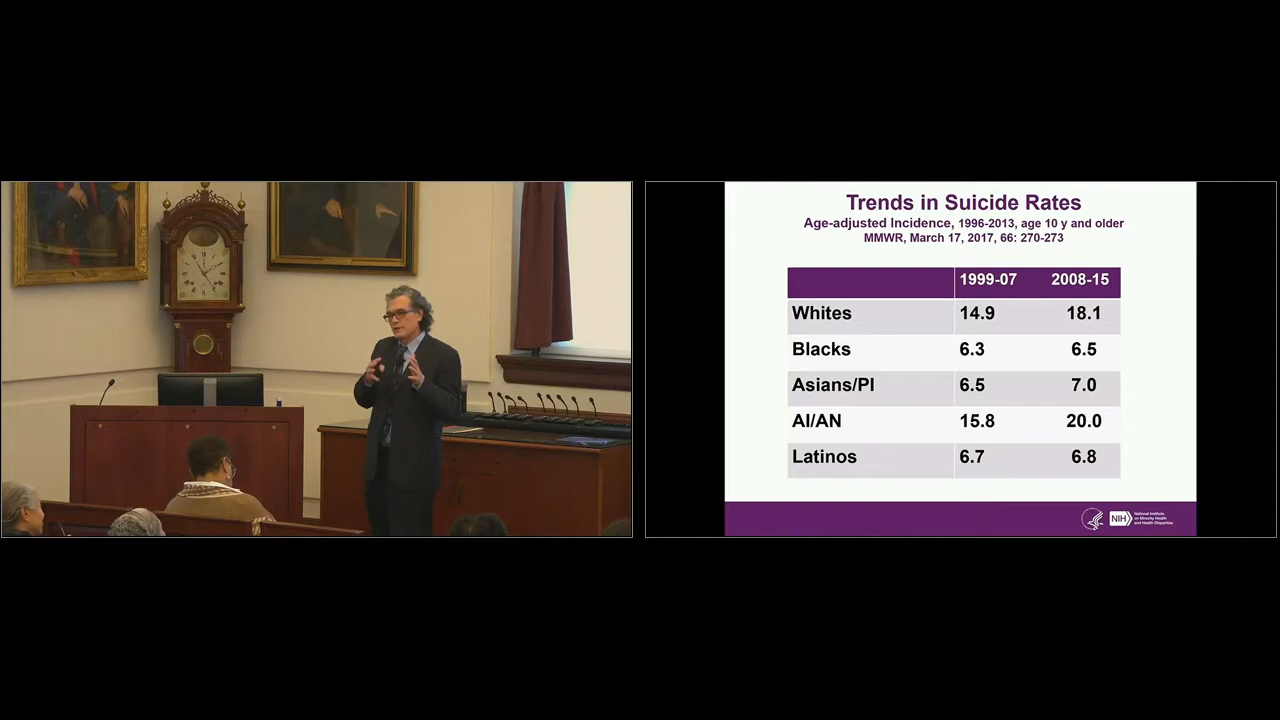 Trends in Suicide Rates
Age-adjusted Incidence, 1996-2013, age 10 y and older
MMWR, March 17, 2017, 66: 270-273
1999-07 2008-15
Whites 14.9 18.1
Blacks 6.3 6.5
Asians/PI 6.5 7.0
AI/AN 15.8 20.0
Latinos 6.7 6.8
NIH
National Institute
on Minority Health
and Health Disparities